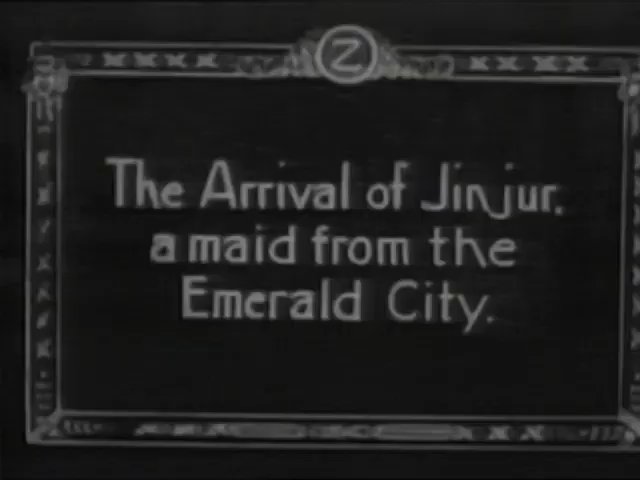 Z
The Arrival of Jinjur.
a maid from the
Emerald City.